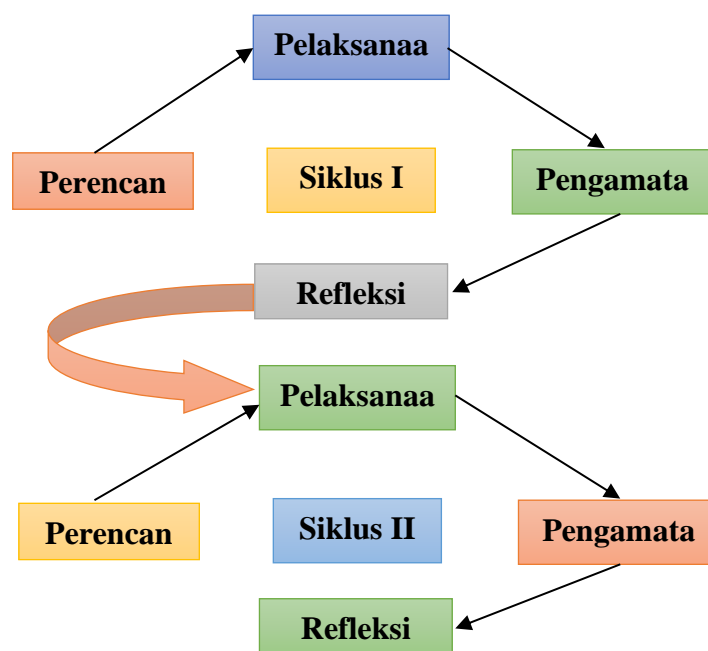 Pelaksanaa
Perencan
Siklus I
Pengamata
Refleksi
Pelaksanaa
Perencan
Siklus II
Pengamata
Refleksi